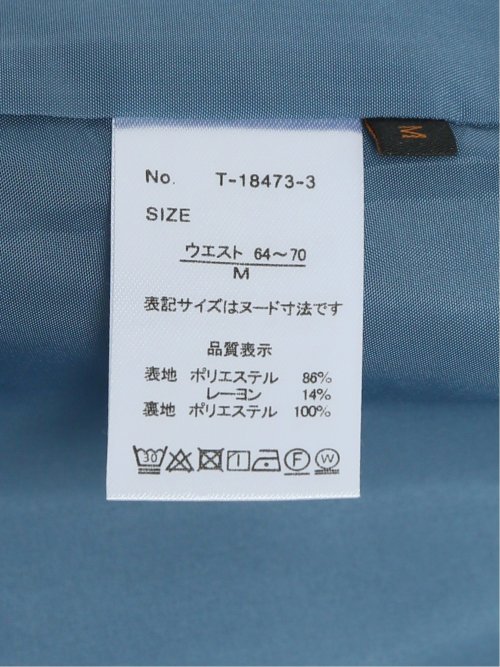 M
No. T-18473-3
SIZE
ウエスト 64〜70
M
表記サイズはヌード寸法です
品質表示
表地 ポリエステル 86%
レーヨン 14%
裏地 ポリエステル 100%
30 F W